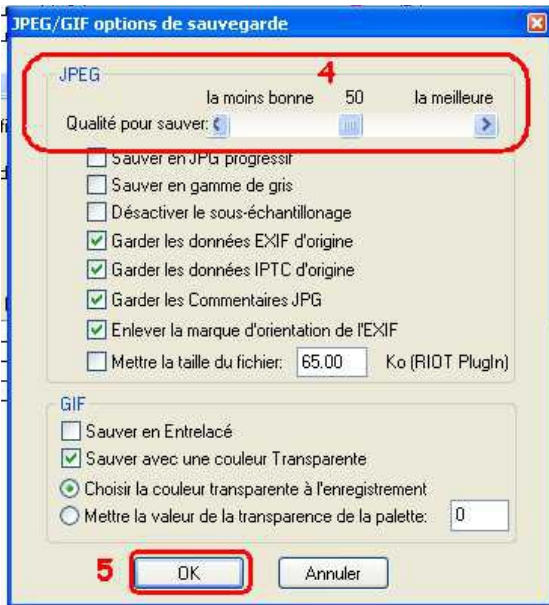 JPEG/GIF options de sauvegarde
JPEG
4
la moins bonne 50 la meilleure
Qualité pour sauver:
Sauver en JPG progressif
Sauver en gamme de gris
Désactiver le sous-échantillonage
Garder les données EXIF d'origine
Garder les données IPTC d'origine
Garder les Commentaires JPG
Enlever la marque d'orientation de l'EXIF
Mettre la taille du fichier: 65.00 Ko (RIOT PlugIn)
GIF
Sauver en Entrelacé
Sauver avec une couleur Transparente
Choisir la couleur transparente à l'enregistrement
Mettre la valeur de la transparence de la palette: 0
5 OK Annuler